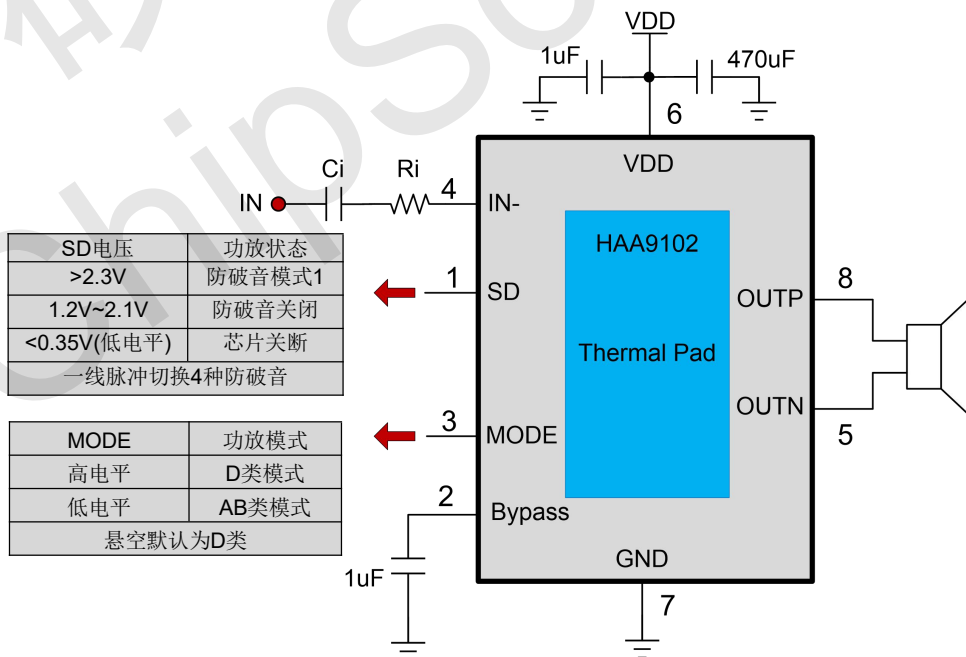 VDD
1uF
470uF
6
VDD
Ci
Ri
4
IN
IN-
HAA9102
SD电压 功放状态
>2.3V 防破音模式1
1.2V~2.1V 防破音关闭
<0.35V(低电平) 芯片关断
一线脉冲切换4种防破音
1
SD
8
OUTP
Thermal Pad
OUTN
5
3
MODE
MODE 功放模式
高电平 D类模式
低电平 AB类模式
悬空默认为D类
2
Bypass
1uF
GND
7
ChipSo